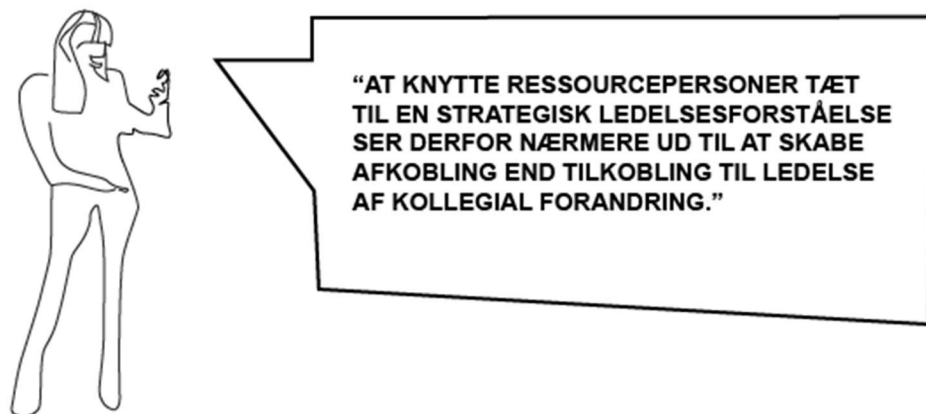 “AT KNYTTE RESSOURCEPERSONER TÆT
TIL EN STRATEGISK LEDELSESFORSTÅELSE
SER DERFOR NÆRMERE UD TIL AT SKABE
AFKOBLING END TILKOBLING TIL LEDELSE
AF KOLLEGIAL FORANDRING.”